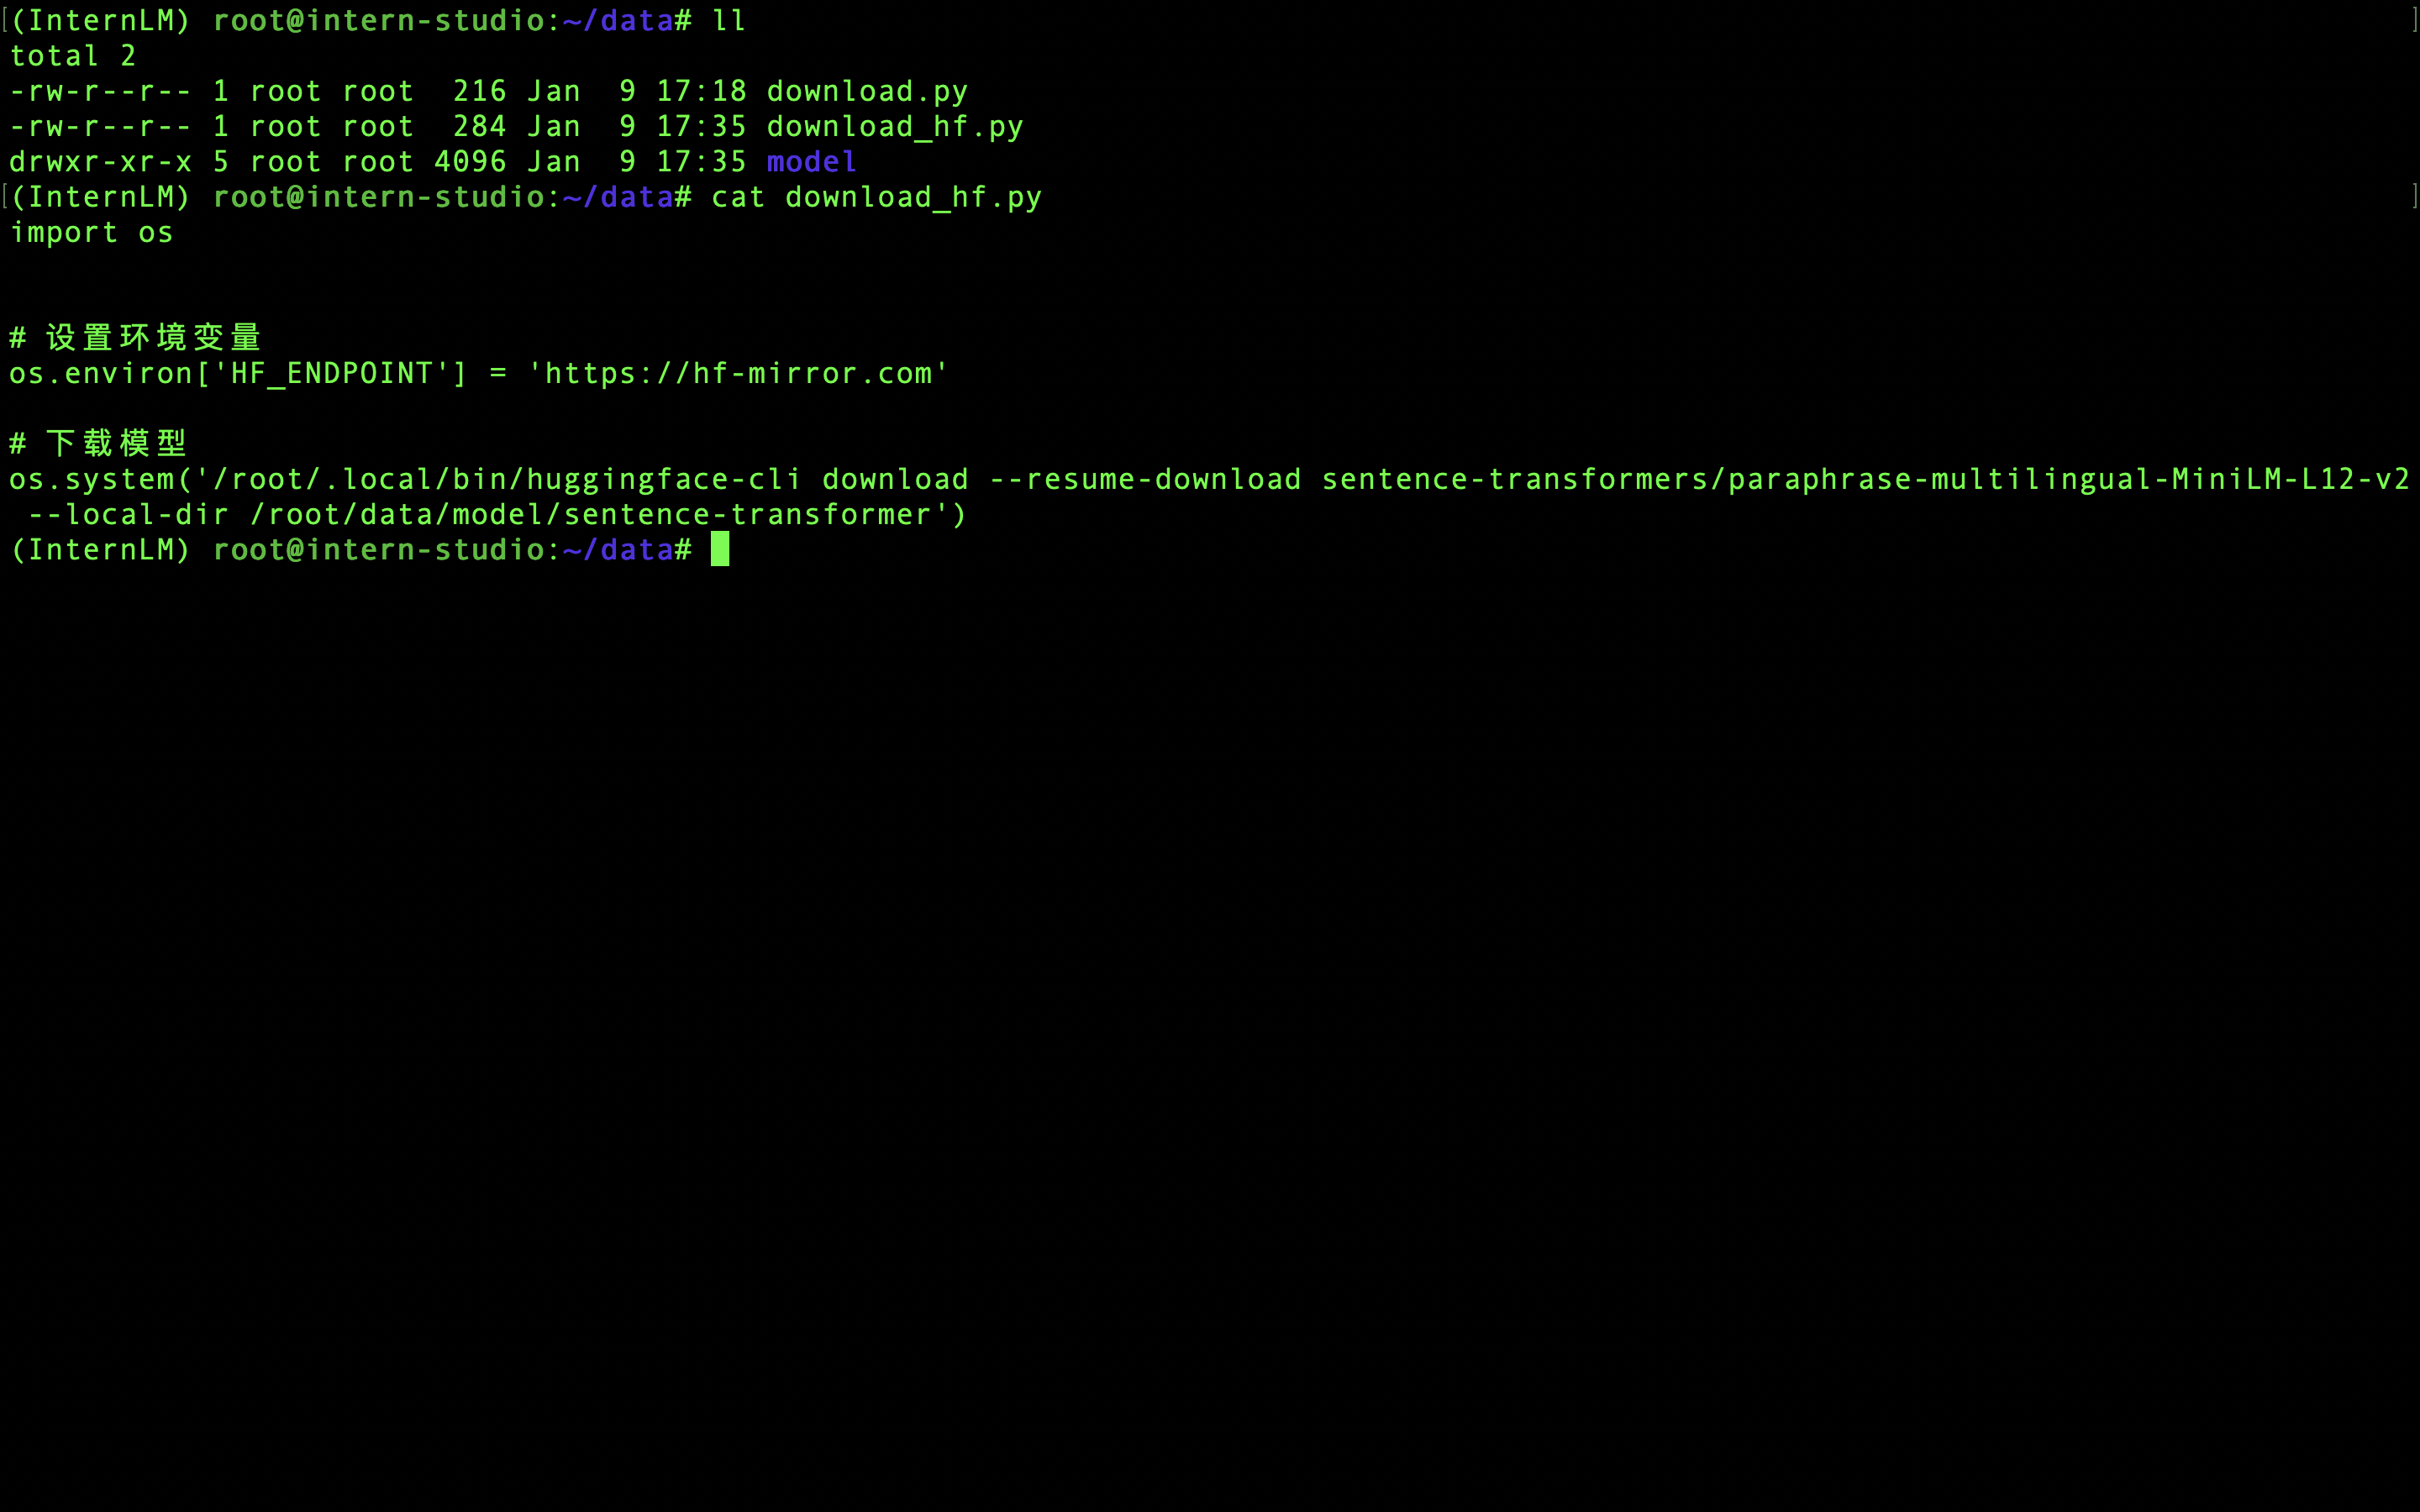 (InternLM) root@intern-studio:~/data# ll
total 2
-rw-r--r-- 1 root root  216 Jan  9 17:18 download.py
-rw-r--r-- 1 root root  284 Jan  9 17:35 download_hf.py
drwxr-xr-x 5 root root 4096 Jan  9 17:35 model
(InternLM) root@intern-studio:~/data# cat download_hf.py
import os
# 设置环境变量
os.environ['HF_ENDPOINT'] = 'https://hf-mirror.com'
# 下载模型
os.system('/root/.local/bin/huggingface-cli download --resume-download sentence-transformers/paraphrase-multilingual-MiniLM-L12-v2
 --local-dir /root/data/model/sentence-transformer')
(InternLM) root@intern-studio:~/data#